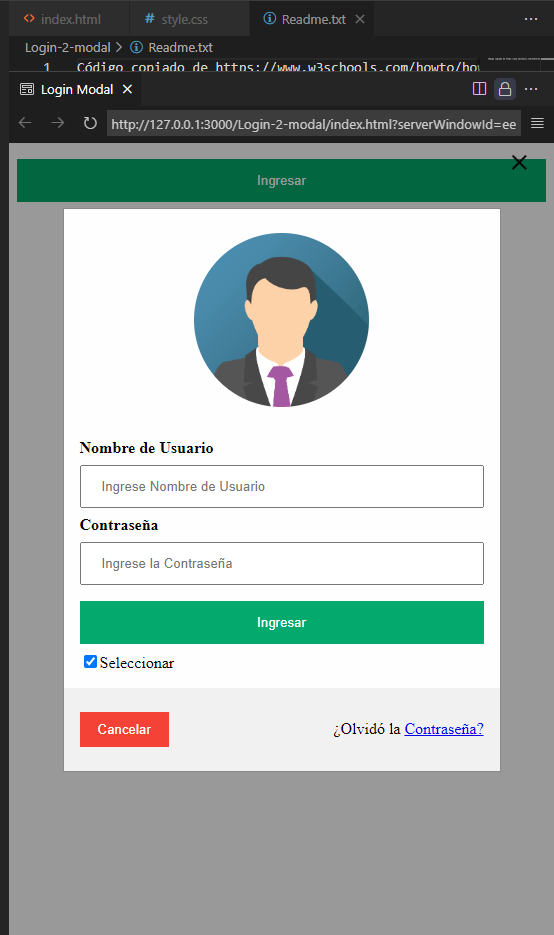 index.html
style.css
Readme.txt
Login-2-modal > Readme.txt
1 Código copiado de https://www.w3schools.com/howto/how
Login Modal
http://127.0.0.1:3000/Login-2-modal/index.html?serverWindowId=ee
Ingresar
Nombre de Usuario
Ingrese Nombre de Usuario
Contraseña
Ingrese la Contraseña
Ingresar
Seleccionar
Cancelar
¿Olvidó la Contraseña?